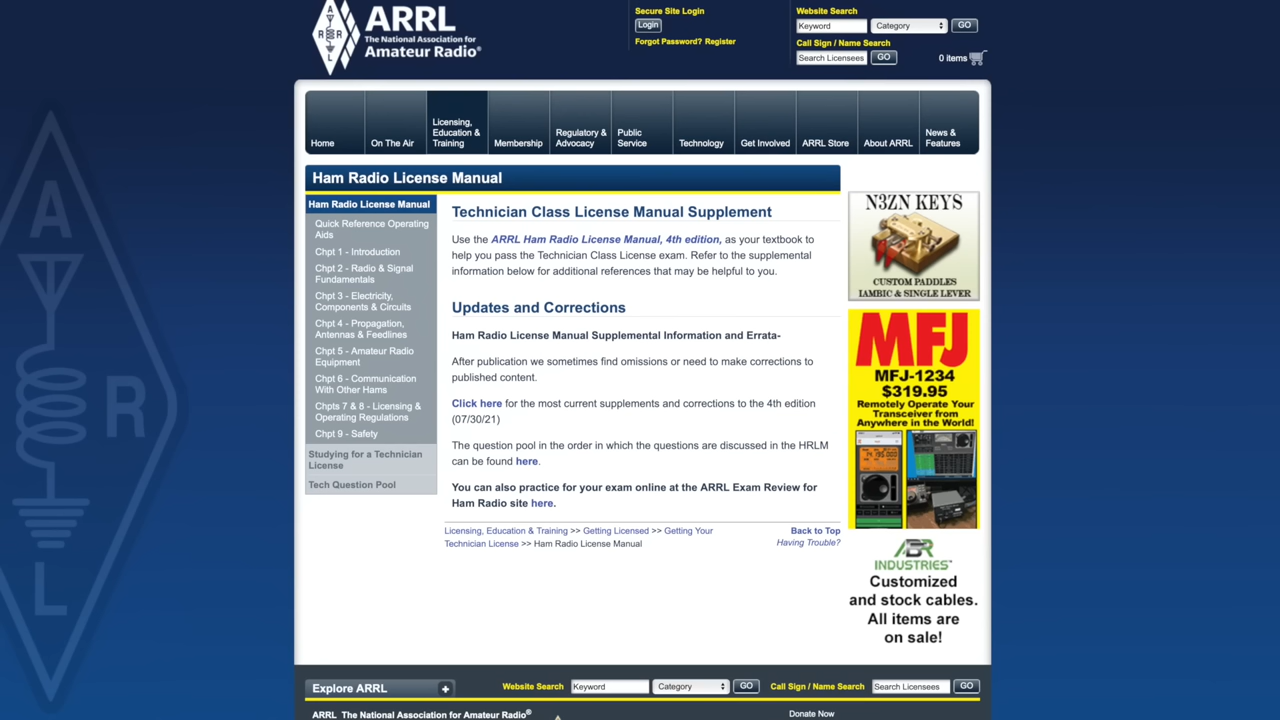 ARRL
The National Association for
Amateur Radio®
A
R R
L
Secure Site Login
Login
Forgot Password? Register
Website Search
Keyword
Category
GO
Call Sign / Name Search
Search Licensees
GO
0 items
Home
On The Air
Licensing,
Education &
Training
Membership
Regulatory &
Advocacy
Public
Service
Technology
Get Involved
ARRL Store
About ARRL
News &
Features
Ham Radio License Manual
Ham Radio License Manual
Quick Reference Operating
Aids
Chpt 1 - Introduction
Chpt 2 - Radio & Signal
Fundamentals
Chpt 3 - Electricity,
Components & Circuits
Chpt 4 - Propagation,
Antennas & Feedlines
Chpt 5 - Amateur Radio
Equipment
Chpt 6 - Communication
With Other Hams
Chpts 7 & 8 - Licensing &
Operating Regulations
Chpt 9 - Safety
Studying for a Technician
License
Tech Question Pool
Technician Class License Manual Supplement
Use the ARRL Ham Radio License Manual, 4th edition, as your textbook to
help you pass the Technician Class License exam. Refer to the supplemental
information below for additional references that may be helpful to you.
Updates and Corrections
Ham Radio License Manual Supplemental Information and Errata-
After publication we sometimes find omissions or need to make corrections to
published content.
Click here for the most current supplements and corrections to the 4th edition
(07/30/21)
The question pool in the order in which the questions are discussed in the HRLM
can be found here.
You can also practice for your exam online at the ARRL Exam Review for
Ham Radio site here.
Licensing, Education & Training >> Getting Licensed >> Getting Your
Technician License >> Ham Radio License Manual
Back to Top
Having Trouble?
N3ZN KEYS
CUSTOM PADDLES
IAMBIC & SINGLE LEVER
MFJ
MFJ-1234
$319.95
Remotely Operate Your
Transceiver from
Anywhere in the World!
ABR
INDUSTRIES™
Customized
and stock cables.
All items are
on sale!
A
R
L
Explore ARRL
+
Website Search
Keyword
Category
GO
Call Sign / Name Search
Search Licensees
GO
ARRL The National Association for Amateur Radio®
Donate Now